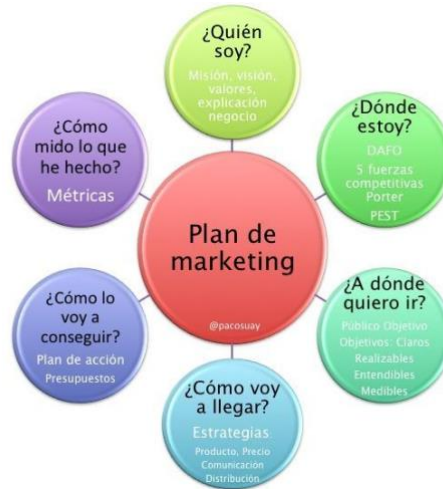 ¿Quién
soy?
Misión, visión,
valores,
explicación
negocio
¿Dónde
estoy?
DAFO
5 fuerzas
competitivas
Porter
PEST
¿A dónde
quiero ir?
Público Objetivo
Objetivos: Claros
Realizables
Entendibles
Medibles
¿Cómo voy
a llegar?
Estrategias
Producto, Precio
Comunicación
Distribución
¿Cómo lo
voy a
conseguir?
Plan de acción
Presupuestos
¿Cómo
mido lo que
he hecho?
Métricas
Plan de
marketing
@pacosuay